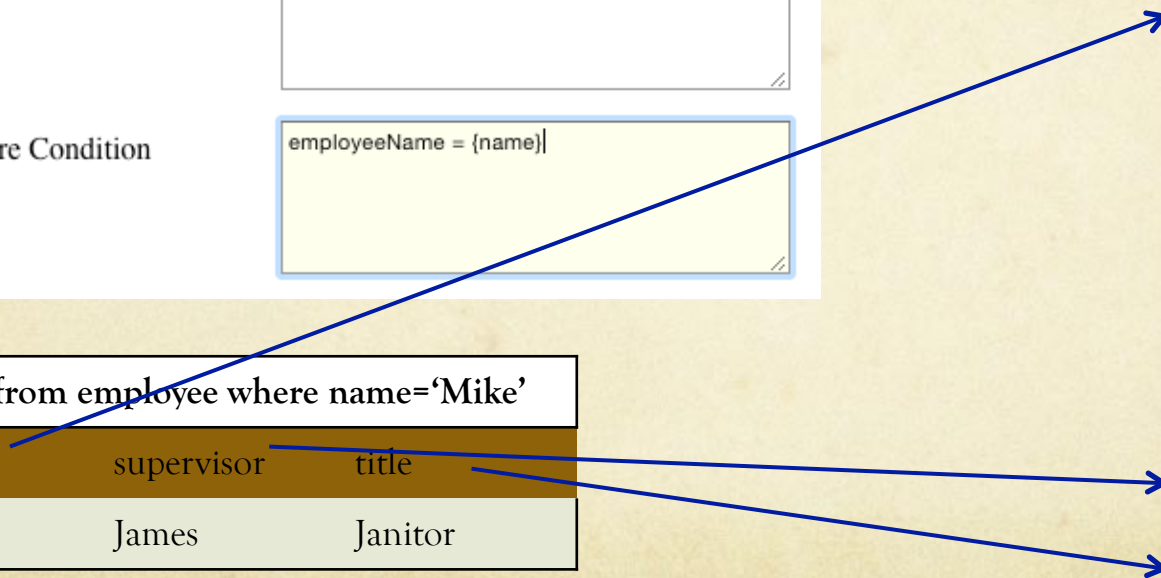 re Condition
employeeName = {name}
from employee where name=‘Mike’
supervisor title
James Janitor